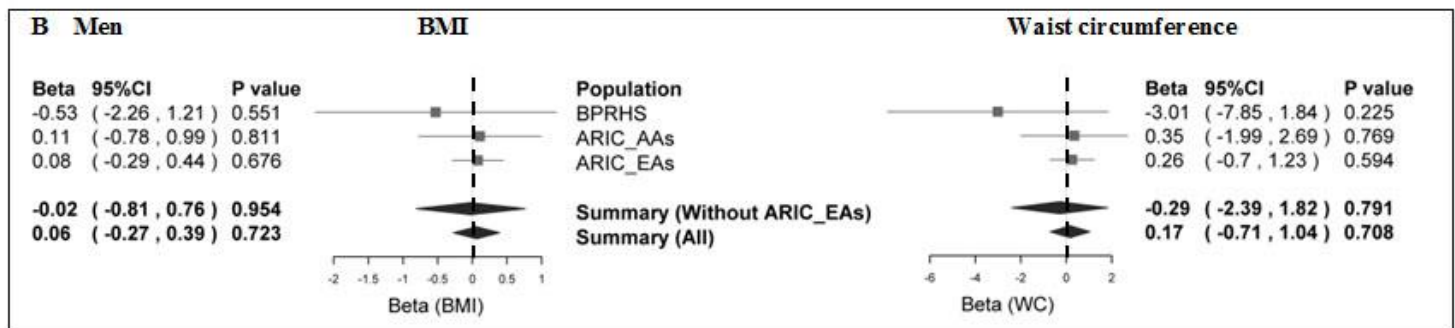 B Men BMI Waist circumference
Beta 95%CI P value Population Beta 95%CI P value
-0.53 ( -2.26 , 1.21 ) 0.551 BPRHS -3.01 ( -7.85 , 1.84 ) 0.225
0.11 ( -0.78 , 0.99 ) 0.811 ARIC_AAs 0.35 ( -1.99 , 2.69 ) 0.769
0.08 ( -0.29 , 0.44 ) 0.676 ARIC_EAs 0.26 ( -0.7 , 1.23 ) 0.594
-0.02 ( -0.81 , 0.76 ) 0.954 Summary (Without ARIC_EAs) -0.29 ( -2.39 , 1.82 ) 0.791
0.06 ( -0.27 , 0.39 ) 0.723 Summary (All) 0.17 ( -0.71 , 1.04 ) 0.708
-2 -1 -0.5 0 0.5 1 -6 -4 -2 0 2
Beta (BMI) Beta (WC)